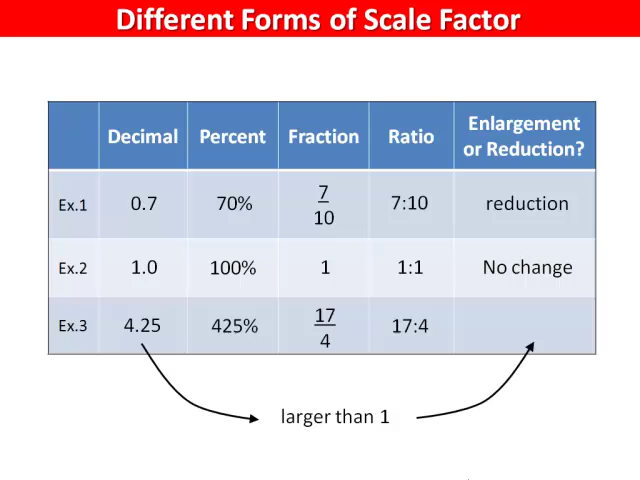 Different Forms of Scale Factor
Decimal Percent Fraction Ratio Enlargement or Reduction?
Ex.1 0.7 70% 7/10 7:10 reduction
Ex.2 1.0 100% 1 1:1 No change
Ex.3 4.25 425% 17/4 17:4
larger than 1